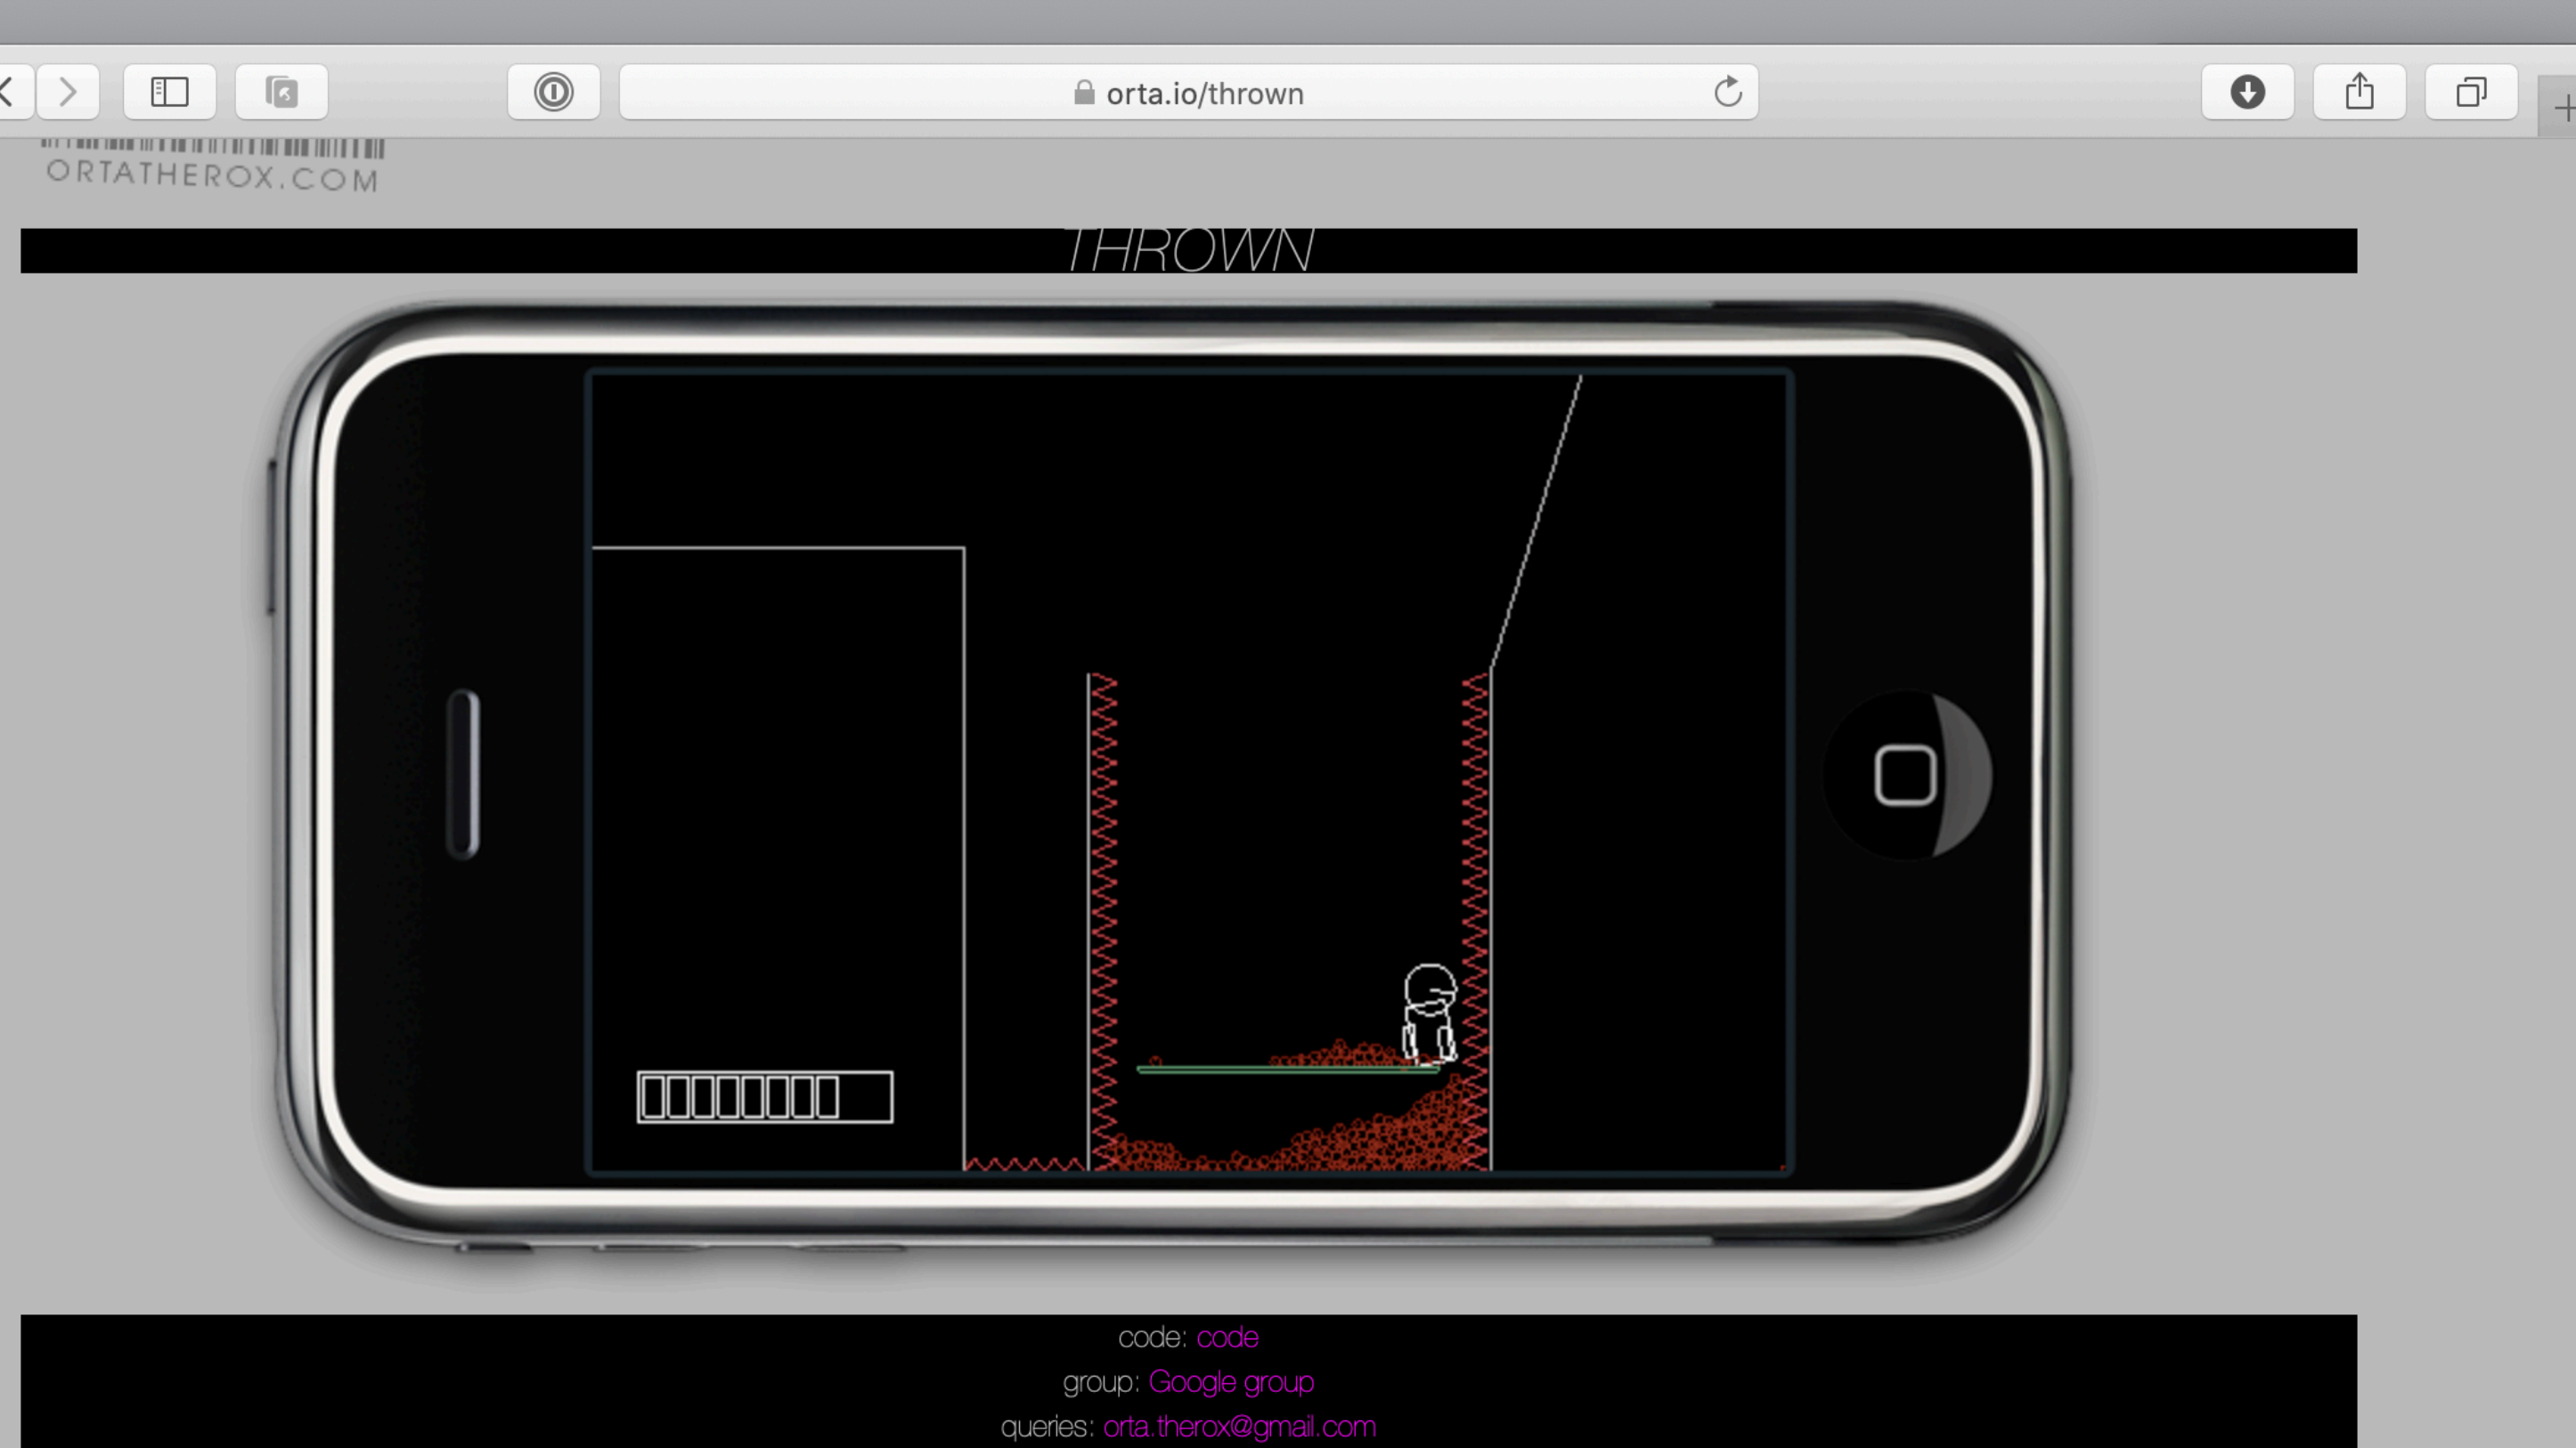 orta.io/thrown
ORTATHEROX.COM
THROWN
code: code
group: Google group
queries: orta.therox@gmail.com